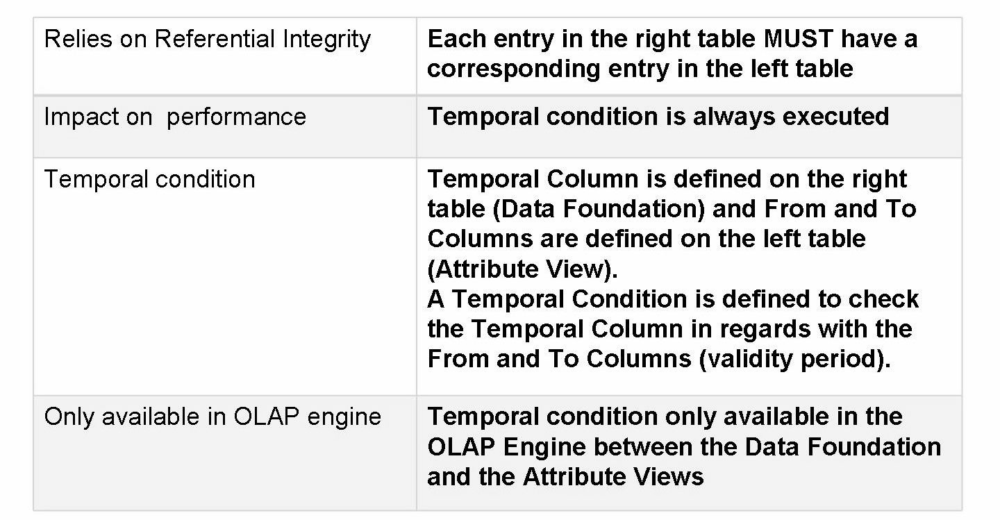 Relies on Referential Integrity
Each entry in the right table MUST have a
corresponding entry in the left table
Impact on  performance
Temporal condition is always executed
Temporal condition
Temporal Column is defined on the right
table (Data Foundation) and From and To
Columns are defined on the left table
(Attribute View).
A Temporal Condition is defined to check
the Temporal Column in regards with the
From and To Columns (validity period).
Only available in OLAP engine
Temporal condition only available in the
OLAP Engine between the Data Foundation
and the Attribute Views